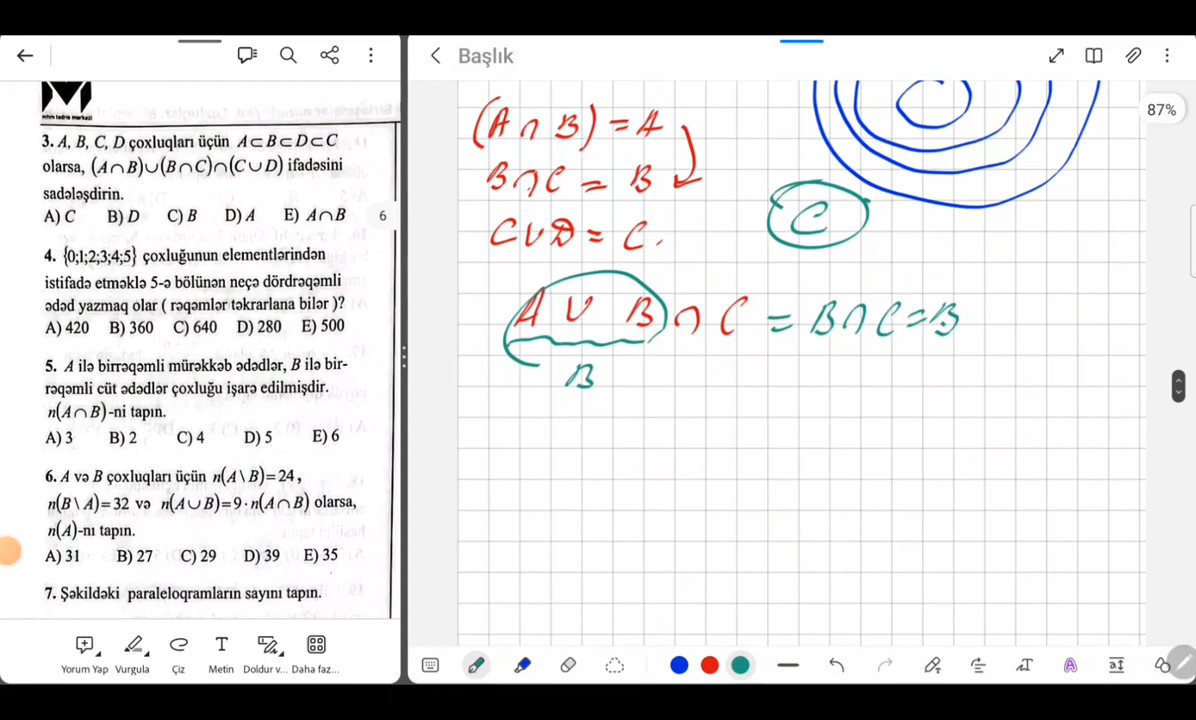 Başlık
87%
mhm tədris mərkəzi
3. A, B, C, D çoxluqları üçün A⊂B⊂D⊂C
olarsa, (A∩B)∪(B∩C)∩(C∪D) ifadəsini
sadələşdirin.
A) C B) D C) B D) A E) A∩B
6
4. {0;1;2;3;4;5} çoxluğunun elementlərindən
istifadə etməklə 5-ə bölünən neçə dördrəqəmli
ədəd yazmaq olar ( rəqəmlər təkrarlana bilər )?
A) 420 B) 360 C) 640 D) 280 E) 500
5. A ilə birrəqəmli mürəkkəb ədədlər, B ilə bir-
rəqəmli cüt ədədlər çoxluğu işarə edilmişdir.
n(A∩B)-ni tapın.
A) 3 B) 2 C) 4 D) 5 E) 6
6. A və B çoxluqları üçün n(A\B)=24,
n(B\A)=32 və n(A∪B)=9·n(A∩B) olarsa,
n(A)-nı tapın.
A) 31 B) 27 C) 29 D) 39 E) 35
7. Şəkildəki paraleloqramların sayını tapın.
(A∩B) = A
B∩C = B
C∪D = C.
C
A ∪ B ∩ C = B∩C=B
B
Yorum Yap Vurgula Çiz Metin Doldur v... Daha faz...